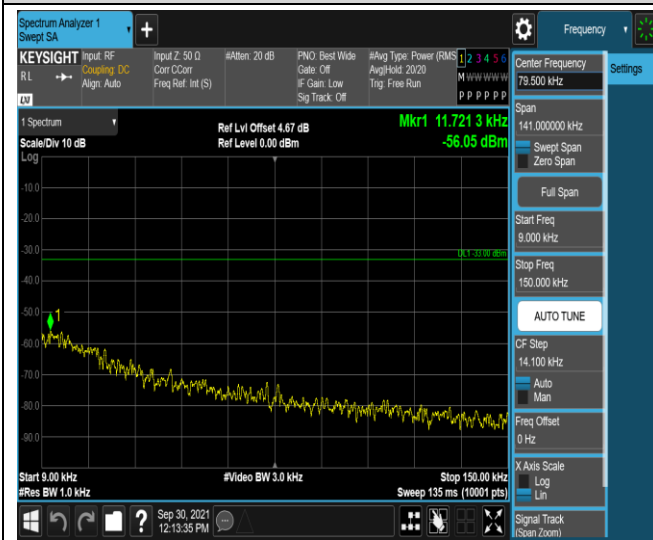 Spectrum Analyzer 1
Swept SA
Frequency
KEYSIGHT
Input: RF
Input Z: 50 Ω
#Atten: 20 dB
PNO: Best Wide
#Avg Type: Power (RMS
1 2 3 4 5 6
RL
Coupling: DC
Corr CCorr
Gate: Off
Avg|Hold: 20/20
M W W W W W
Align: Auto
Freq Ref: Int (S)
IF Gain: Low
Trig: Free Run
Sig Track: Off
P P P P P P
LXI
1 Spectrum
Ref Lvl Offset 4.67 dB
Mkr1 11.721 3 kHz
Scale/Div 10 dB
Ref Level 0.00 dBm
-56.05 dBm
Log
-10.0
-20.0
-30.0
DL1 -33.00 dBm
-40.0
-50.0
1
-60.0
-70.0
-80.0
-90.0
Start 9.00 kHz
#Video BW 3.0 kHz
Stop 150.00 kHz
#Res BW 1.0 kHz
Sweep 135 ms (10001 pts)
?
Sep 30, 2021
12:13:35 PM
Center Frequency
79.500 kHz
Settings
Span
141.000000 kHz
Swept Span
Zero Span
Full Span
Start Freq
9.000 kHz
Stop Freq
150.000 kHz
AUTO TUNE
CF Step
14.100 kHz
Auto
Man
Freq Offset
0 Hz
X Axis Scale
Log
Lin
Signal Track
(Span Zoom)